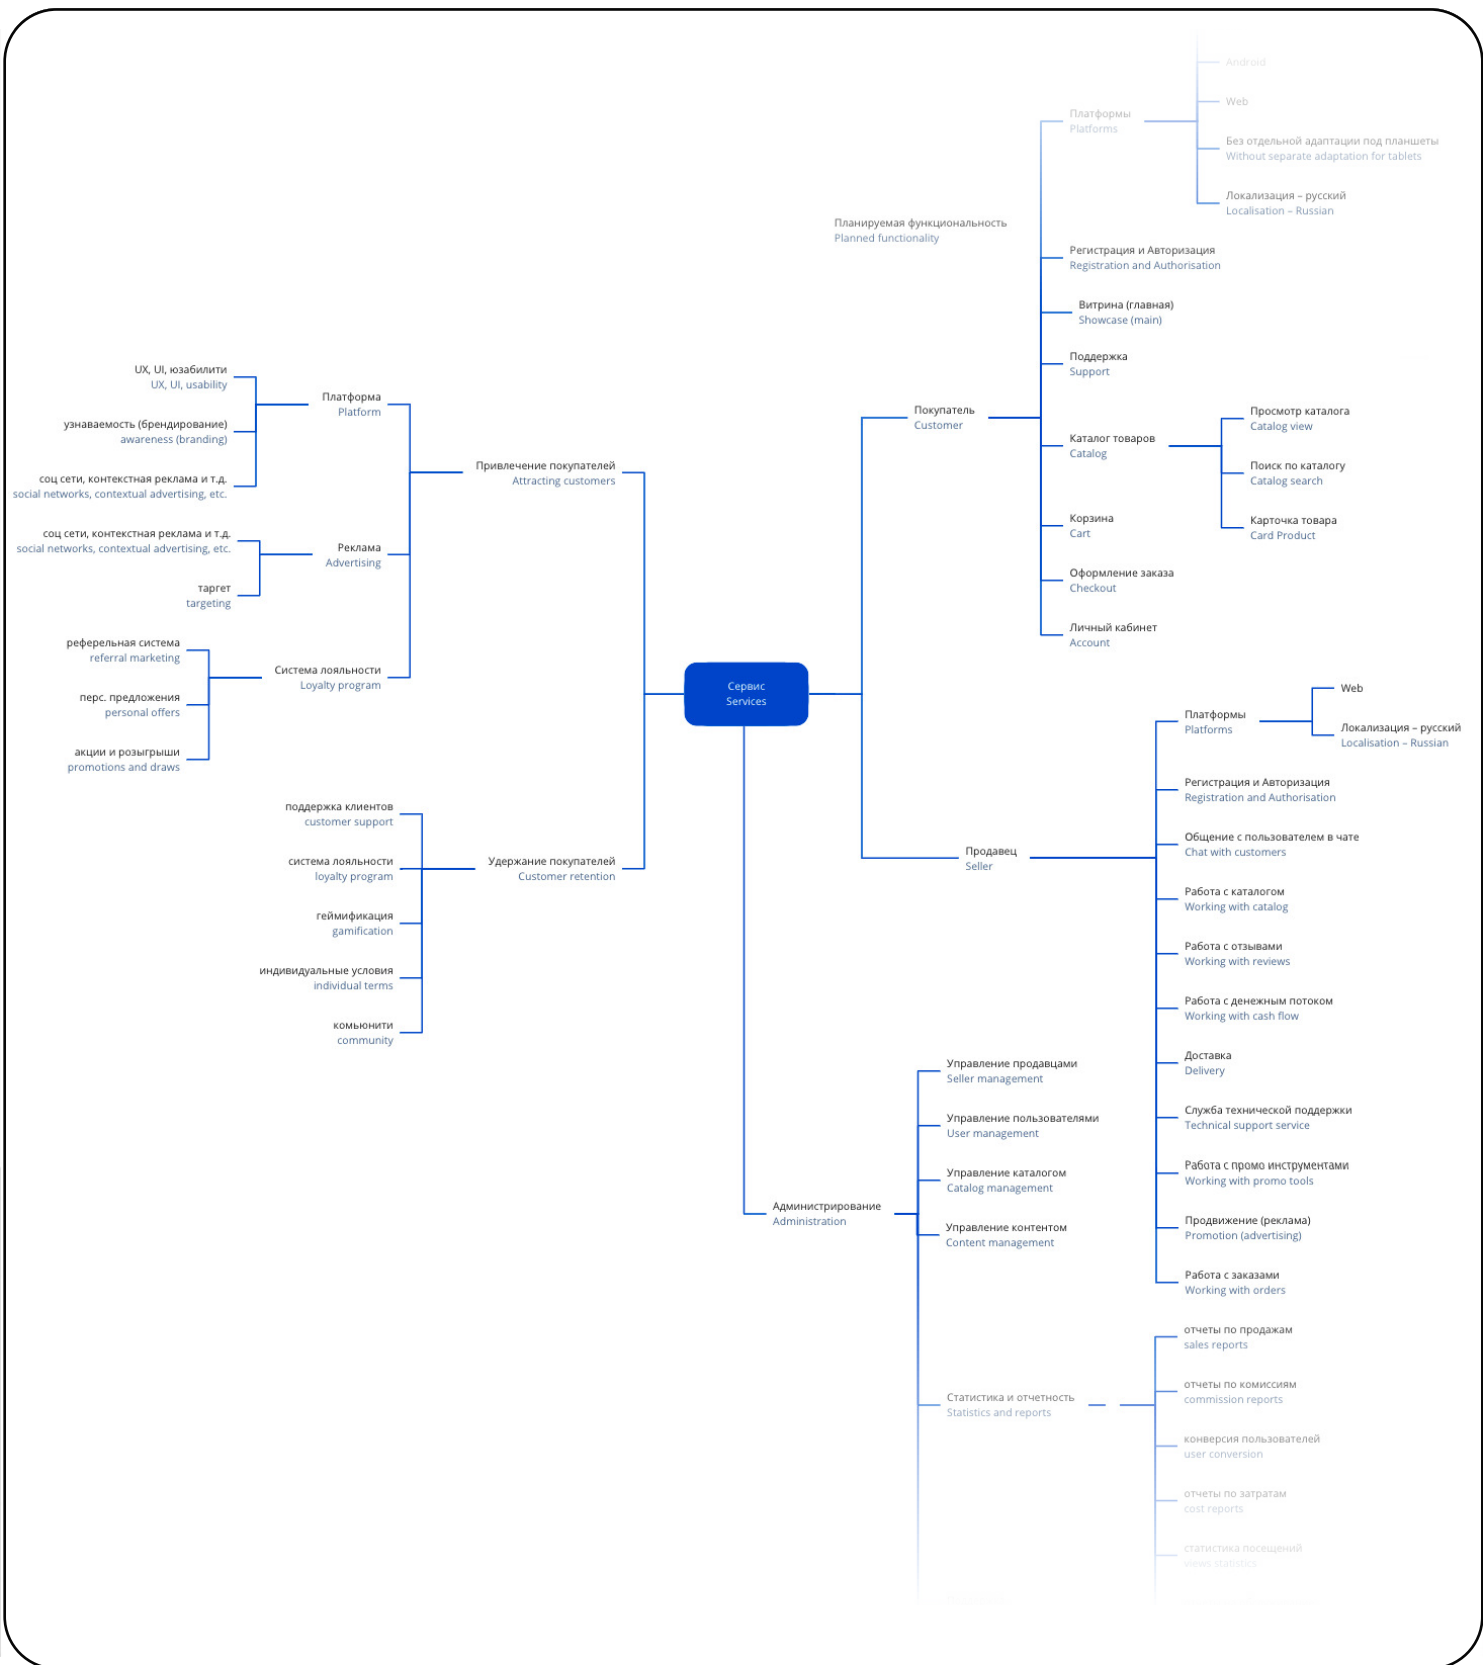 Android
Web
Платформы
Platforms
Без отдельной адаптации под планшеты
Without separate adaptation for tablets
Локализация – русский
Localisation – Russian
Планируемая функциональность
Planned functionality
Регистрация и Авторизация
Registration and Authorisation
Витрина (главная)
Showcase (main)
Поддержка
Support
Покупатель
Customer
Каталог товаров
Catalog
Просмотр каталога
Catalog view
Поиск по каталогу
Catalog search
Карточка товара
Card Product
Корзина
Cart
Оформление заказа
Checkout
Личный кабинет
Account
UX, UI, юзабилити
UX, UI, usability
Платформа
Platform
узнаваемость (брендирование)
awareness (branding)
соц сети, контекстная реклама и т.д.
social networks, contextual advertising, etc.
Привлечение покупателей
Attracting customers
соц сети, контекстная реклама и т.д.
social networks, contextual advertising, etc.
Реклама
Advertising
таргет
targeting
реферельная система
referral marketing
Система лояльности
Loyalty program
перс. предложения
personal offers
акции и розыгрыши
promotions and draws
Сервис
Services
поддержка клиентов
customer support
система лояльности
loyalty program
Удержание покупателей
Customer retention
геймификация
gamification
индивидуальные условия
individual terms
комьюнити
community
Web
Платформы
Platforms
Локализация – русский
Localisation – Russian
Регистрация и Авторизация
Registration and Authorisation
Общение с пользователем в чате
Chat with customers
Продавец
Seller
Работа с каталогом
Working with catalog
Работа с отзывами
Working with reviews
Работа с денежным потоком
Working with cash flow
Доставка
Delivery
Служба технической поддержки
Technical support service
Работа с промо инструментами
Working with promo tools
Продвижение (реклама)
Promotion (advertising)
Работа с заказами
Working with orders
Управление продавцами
Seller management
Управление пользователями
User management
Управление каталогом
Catalog management
Администрирование
Administration
Управление контентом
Content management
Статистика и отчетность
Statistics and reports
отчеты по продажам
sales reports
отчеты по комиссиям
commission reports
конверсия пользователей
user conversion
отчеты по затратам
cost reports
статистика посещений
views statistics